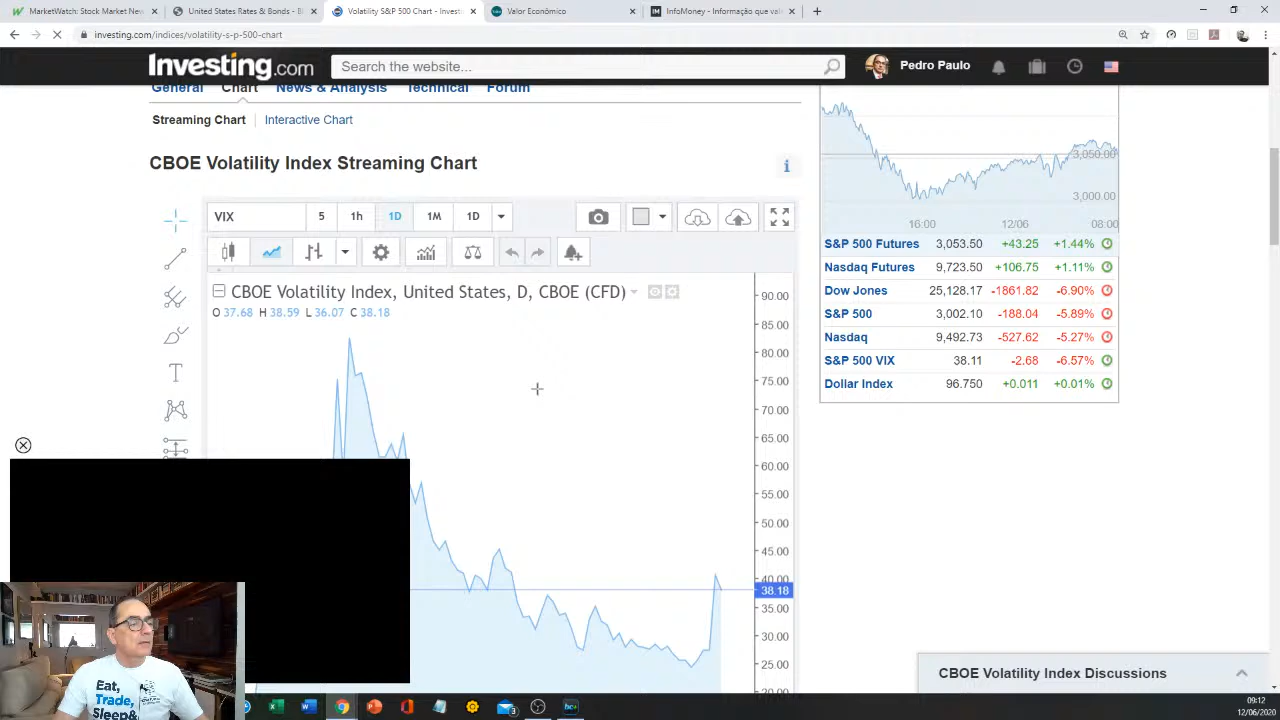 MarketWatch: Stock Market New
United States Rates & Bonds - Bl
Volatility S&P 500 Chart - Invest
Valor Econômico
InfoMoney - Informação que val
investing.com/indices/volatility-s-p-500-chart
Investing.com
Search the website...
Pedro Paulo
General Chart News & Analysis Technical Forum
Streaming Chart Interactive Chart
CBOE Volatility Index Streaming Chart
VIX 5 1h 1D 1M 1D
CBOE Volatility Index, United States, D, CBOE (CFD)
O 37.68 H 38.59 L 36.07 C 38.18
90.00
85.00
80.00
75.00
70.00
65.00
60.00
55.00
50.00
45.00
40.00
38.18
35.00
30.00
25.00
20.00
3,050.00
3,000.00
16:00 12/06 08:00
S&P 500 Futures 3,053.50 +43.25 +1.44%
Nasdaq Futures 9,723.50 +106.75 +1.11%
Dow Jones 25,128.17 -1861.82 -6.90%
S&P 500 3,002.10 -188.04 -5.89%
Nasdaq 9,492.73 -527.62 -5.27%
S&P 500 VIX 38.11 -2.68 -6.57%
Dollar Index 96.750 +0.011 +0.01%
CBOE Volatility Index Discussions
Eat,
Trade,
Sleep&
09:12
12/06/2020